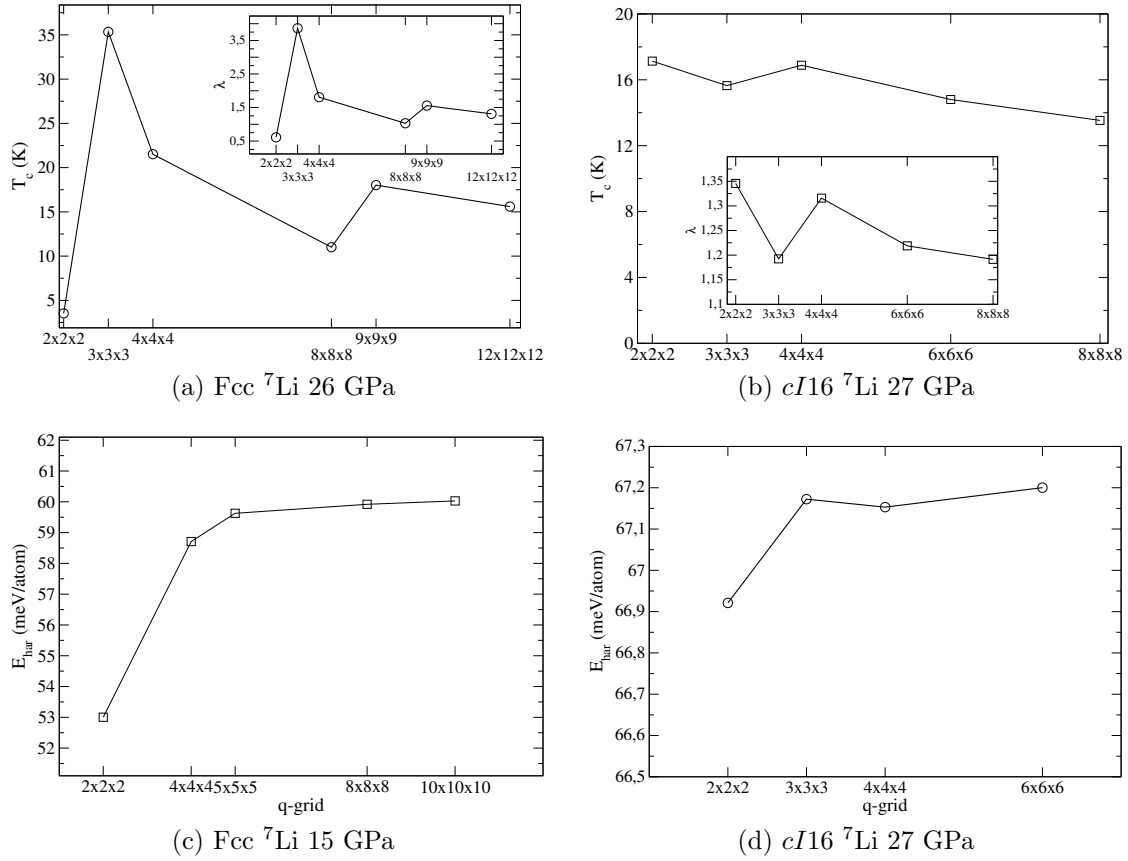 35
30
25
20
15
10
5
T_c (K)
2x2x2
3x3x3
4x4x4
8x8x8
9x9x9
12x12x12
3,5
2,5
1,5
0,5
λ
2x2x2
3x3x3
4x4x4
8x8x8
9x9x9
12x12x12
(a) Fcc ⁷Li 26 GPa
20
16
12
8
4
0
T_c (K)
2x2x2
3x3x3
4x4x4
6x6x6
8x8x8
1,35
1,3
1,25
1,2
1,15
1,1
λ
2x2x2
3x3x3
4x4x4
6x6x6
8x8x8
(b) cI16 ⁷Li 27 GPa
62
61
60
59
58
57
56
55
54
53
52
E_har (meV/atom)
2x2x2
4x4x4
5x5x5
8x8x8
10x10x10
q-grid
(c) Fcc ⁷Li 15 GPa
67,3
67,2
67,1
67
66,9
66,8
66,3
66,6
66,5
E_har (meV/atom)
2x2x2
3x3x3
4x4x4
6x6x6
q-grid
(d) cI16 ⁷Li 27 GPa